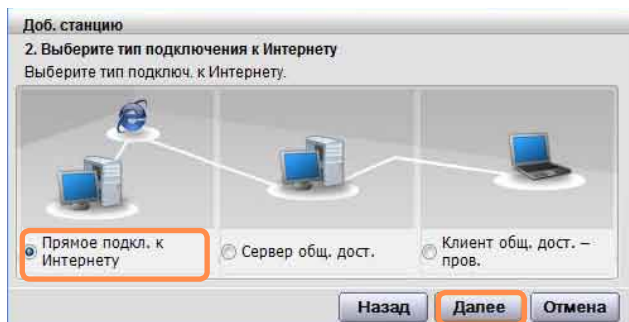 Доб. станцию
2. Выберите тип подключения к Интернету
Выберите тип подключ. к Интернету.
Прямое подкл. к
Интернету
Сервер общ. дост.
Клиент общ. дост. –
пров.
Назад
Далее
Отмена